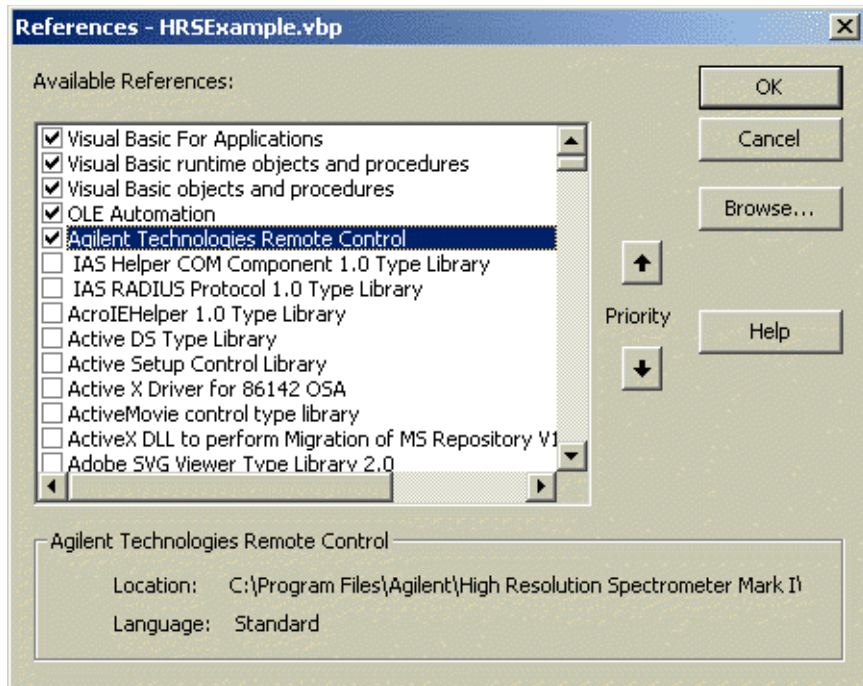 References - HRSExample.vbp
Available References:
Visual Basic For Applications
Visual Basic runtime objects and procedures
Visual Basic objects and procedures
OLE Automation
Agilent Technologies Remote Control
IAS Helper COM Component 1.0 Type Library
IAS RADIUS Protocol 1.0 Type Library
AcroIEHelper 1.0 Type Library
Active DS Type Library
Active Setup Control Library
Active X Driver for 86142 OSA
ActiveMovie control type library
ActiveX DLL to perform Migration of MS Repository V1
Adobe SVG Viewer Type Library 2.0
OK
Cancel
Browse...
Priority
Help
Agilent Technologies Remote Control
Location: C:\Program Files\Agilent\High Resolution Spectrometer Mark I\
Language: Standard